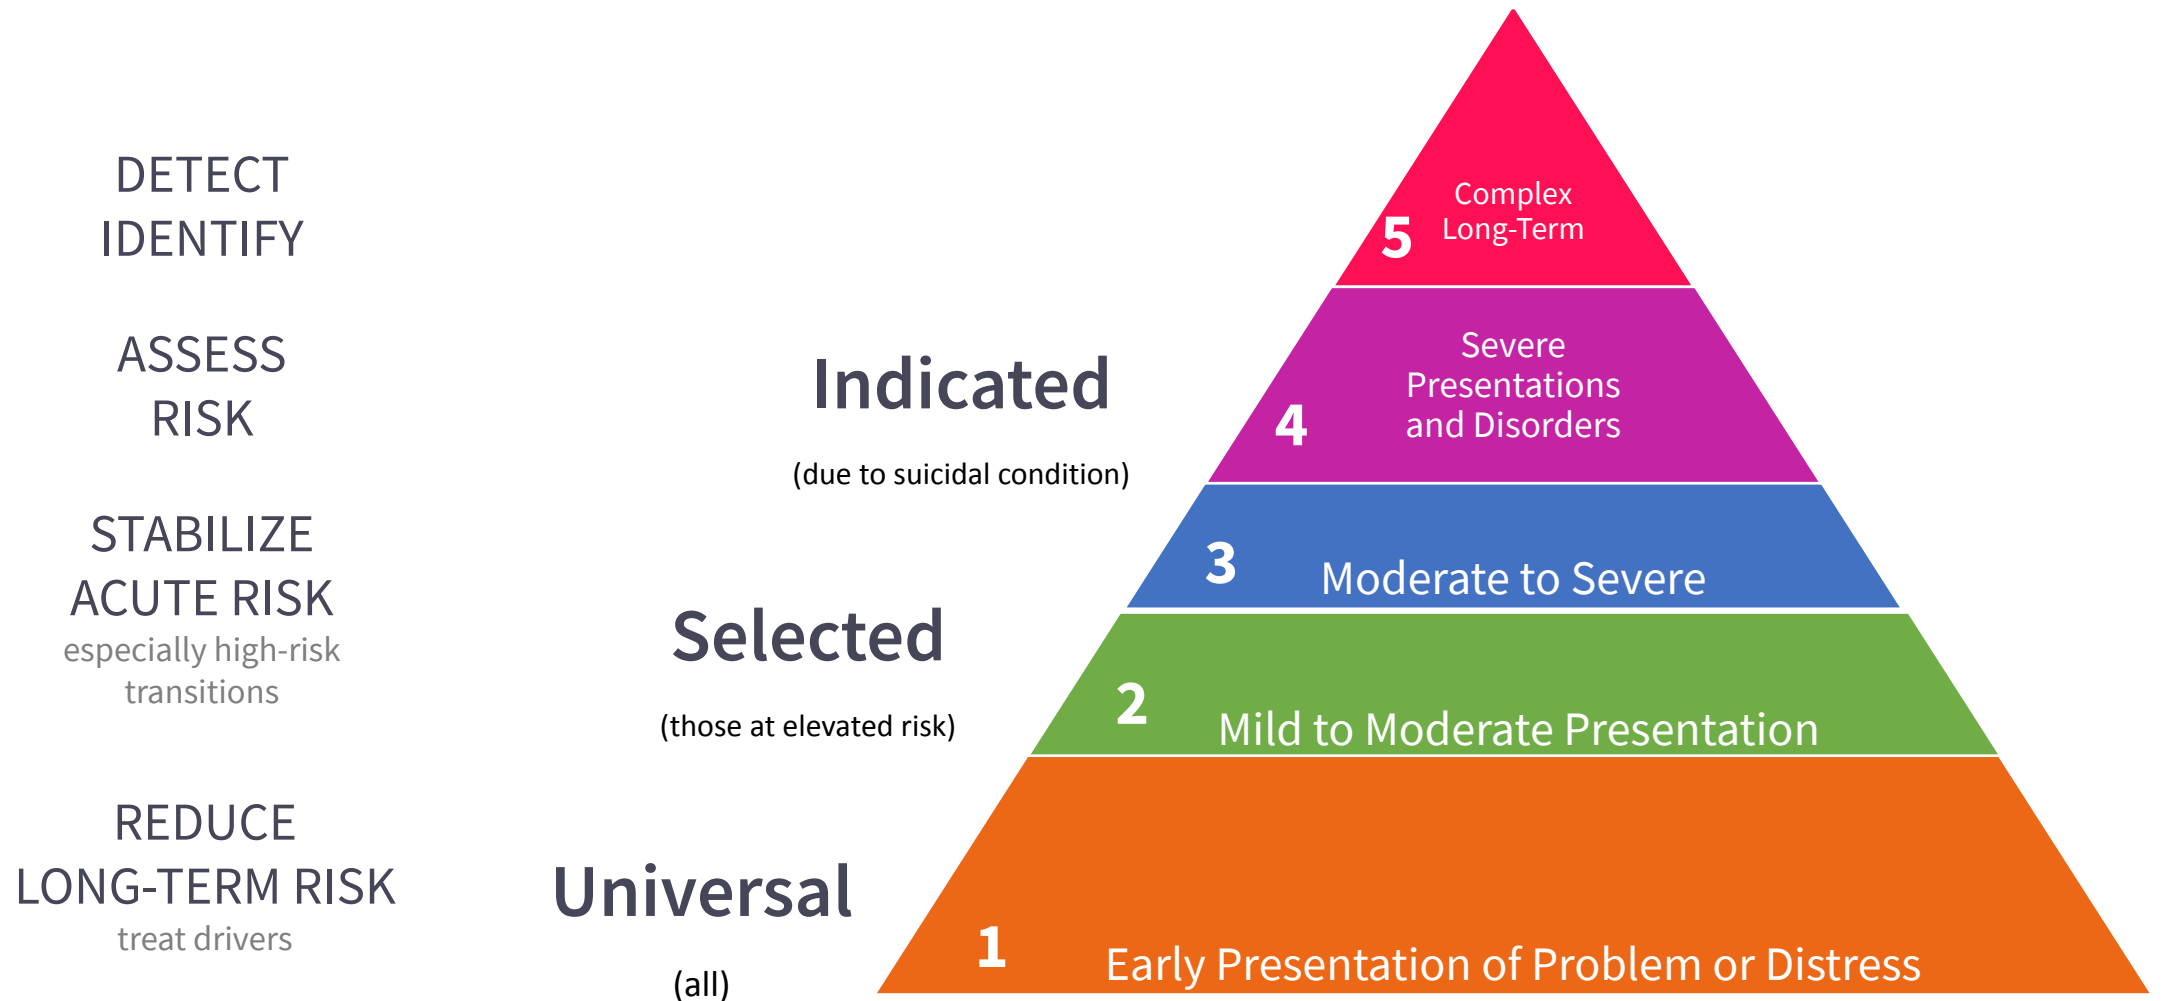 DETECT
IDENTIFY
ASSESS
RISK
STABILIZE
ACUTE RISK
especially high-risk
transitions
REDUCE
LONG-TERM RISK
treat drivers
Indicated
(due to suicidal condition)
Selected
(those at elevated risk)
Universal
(all)
5
Complex
Long-Term
4
Severe
Presentations
and Disorders
3 Moderate to Severe
2 Mild to Moderate Presentation
1 Early Presentation of Problem or Distress